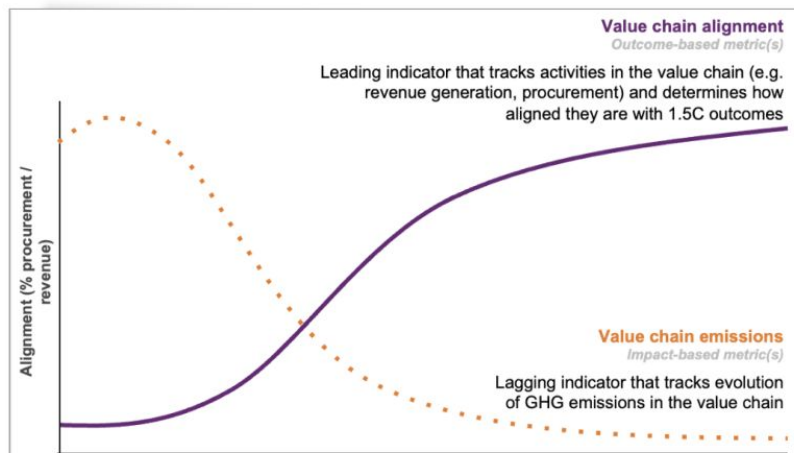 Value chain alignment
Outcome-based metric(s)
Leading indicator that tracks activities in the value chain (e.g.
revenue generation, procurement) and determines how
aligned they are with 1.5C outcomes
Alignment (% procurement /
revenue)
Value chain emissions
Impact-based metric(s)
Lagging indicator that tracks evolution
of GHG emissions in the value chain